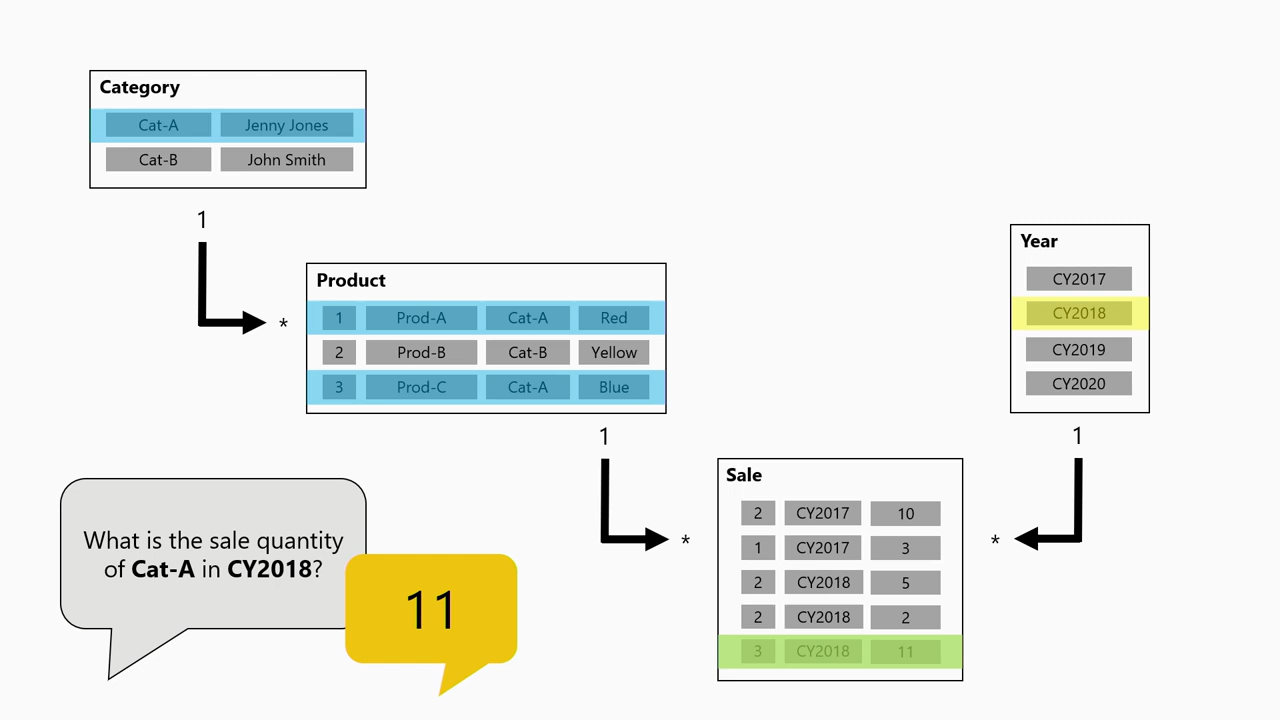 Category
Cat-A Jenny Jones
Cat-B John Smith
1
*
Product
1 Prod-A Cat-A Red
2 Prod-B Cat-B Yellow
3 Prod-C Cat-A Blue
1
*
Year
CY2017
CY2018
CY2019
CY2020
1
*
Sale
2 CY2017 10
1 CY2017 3
2 CY2018 5
2 CY2018 2
3 CY2018 11
What is the sale quantity
of Cat-A in CY2018?
11